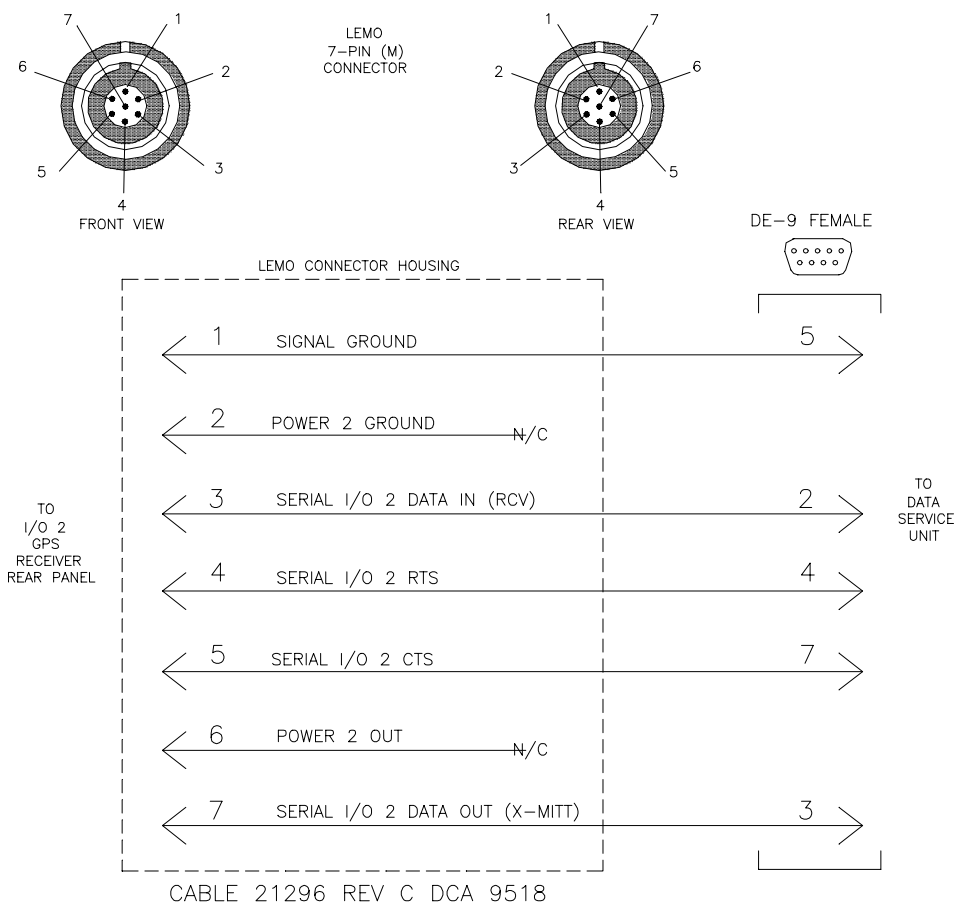 7
1
6
2
5
3
4
FRONT VIEW
LEMO
7-PIN (M)
CONNECTOR
1
7
2
6
3
5
4
REAR VIEW
DE-9 FEMALE
LEMO CONNECTOR HOUSING
1 SIGNAL GROUND 5
2 POWER 2 GROUND N/C
3 SERIAL I/O 2 DATA IN (RCV) 2
4 SERIAL I/O 2 RTS 4
5 SERIAL I/O 2 CTS 7
6 POWER 2 OUT N/C
7 SERIAL I/O 2 DATA OUT (X-MITT) 3
TO
I/O 2
GPS
RECEIVER
REAR PANEL
TO
DATA
SERVICE
UNIT
CABLE 21296 REV C DCA 9518